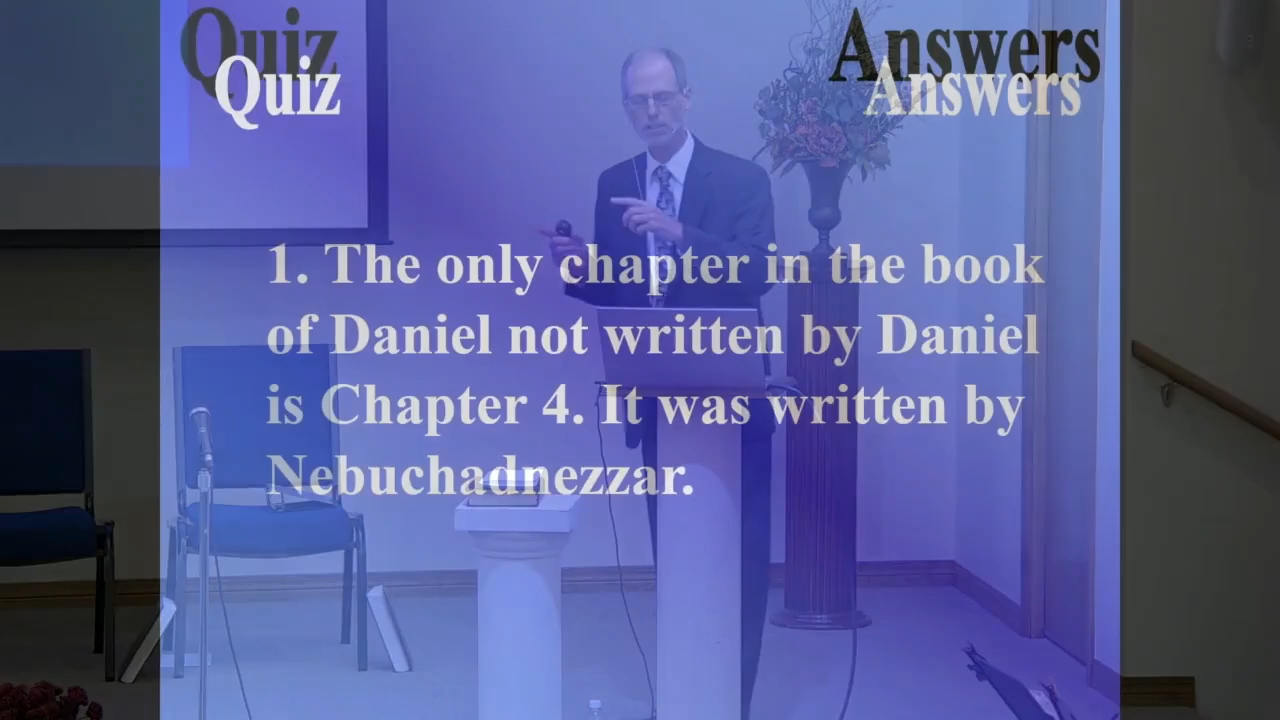 Quiz Answers
Quiz Answers
1. The only chapter in the book
of Daniel not written by Daniel
is Chapter 4. It was written by
Nebuchadnezzar.